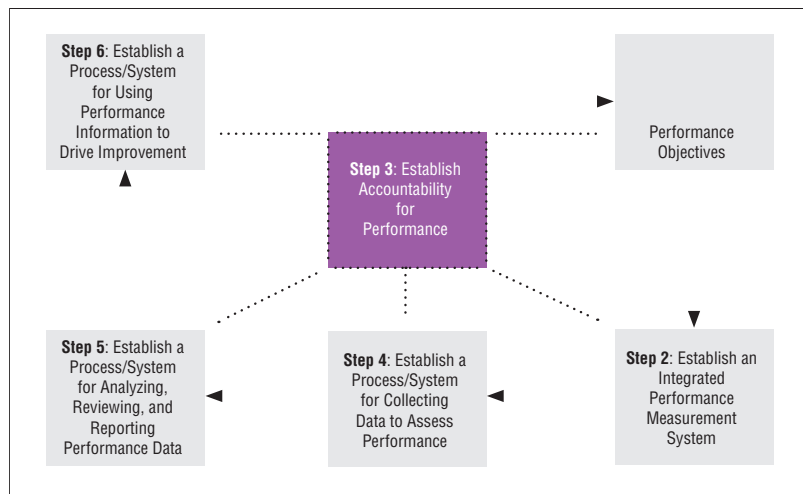 Step 6: Establish a
Process/System
for Using
Performance
Information to
Drive Improvement
Performance
Objectives
Step 3: Establish
Accountability
for
Performance
Step 5: Establish a
Process/System
for Analyzing,
Reviewing, and
Reporting
Performance Data
Step 4: Establish a
Process/System
for Collecting
Data to Assess
Performance
Step 2: Establish an
Integrated
Performance
Measurement
System